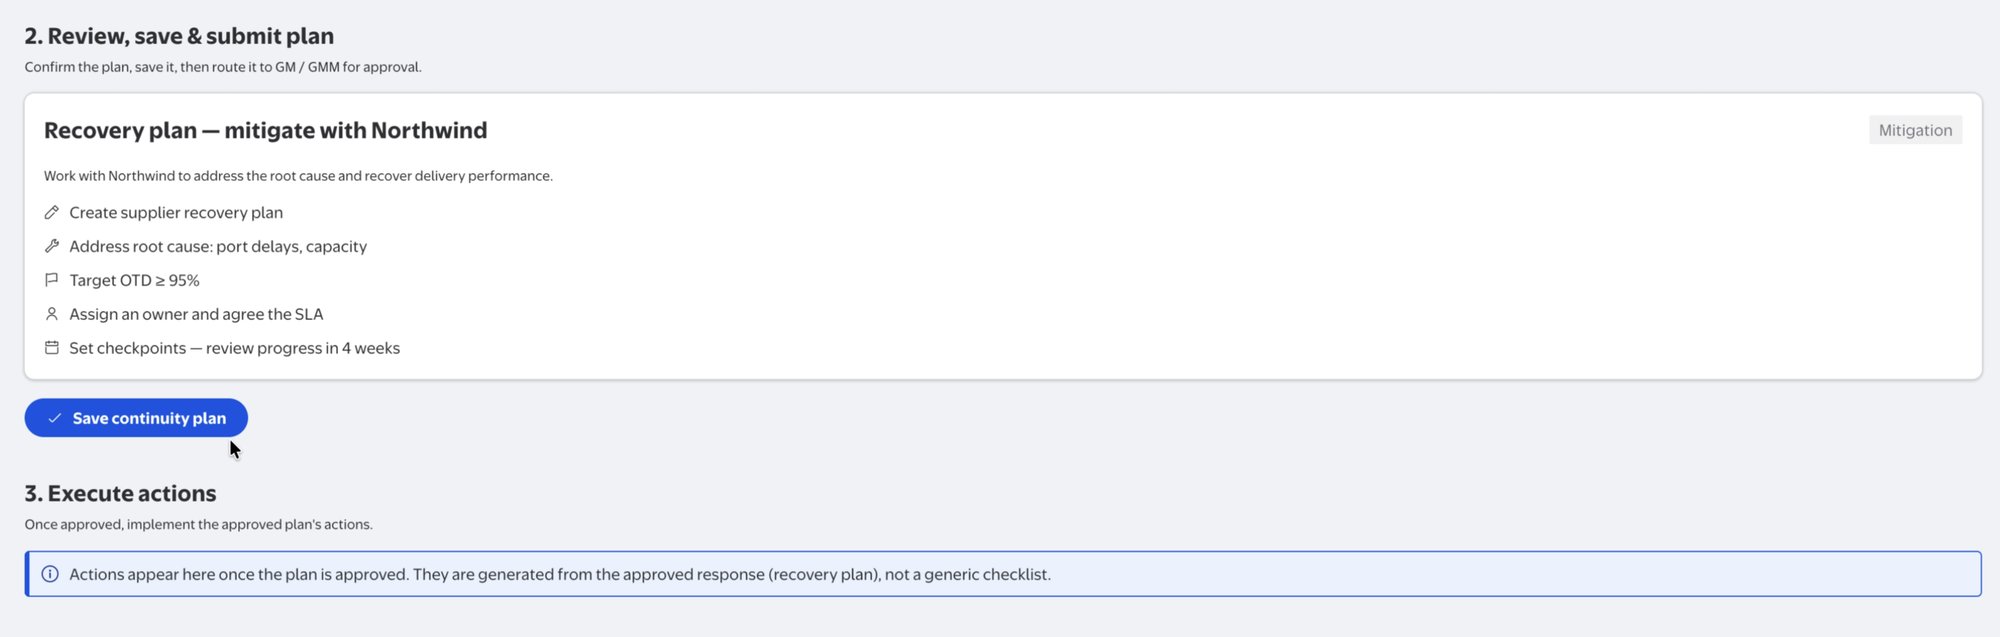 2. Review, save & submit plan
Confirm the plan, save it, then route it to GM / GMM for approval.
Recovery plan — mitigate with Northwind
Mitigation
Work with Northwind to address the root cause and recover delivery performance.
Create supplier recovery plan
Address root cause: port delays, capacity
Target OTD ≥ 95%
Assign an owner and agree the SLA
Set checkpoints — review progress in 4 weeks
Save continuity plan
3. Execute actions
Once approved, implement the approved plan's actions.
Actions appear here once the plan is approved. They are generated from the approved response (recovery plan), not a generic checklist.